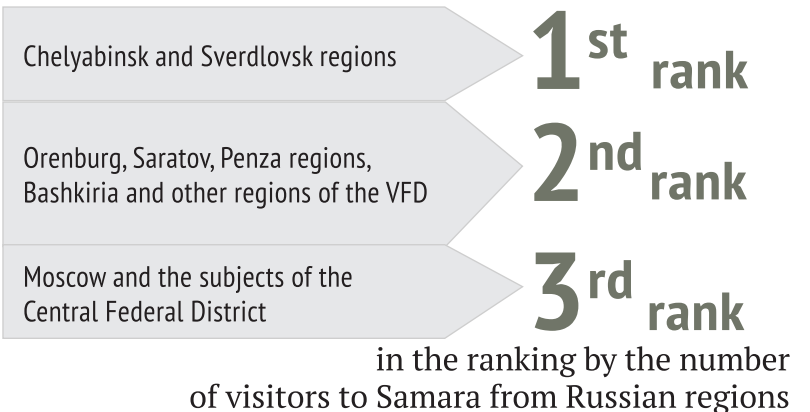 Chelyabinsk and Sverdlovsk regions
1st rank
Orenburg, Saratov, Penza regions,
Bashkiria and other regions of the VFD
2nd rank
Moscow and the subjects of the
Central Federal District
3rd rank
in the ranking by the number
of visitors to Samara from Russian regions